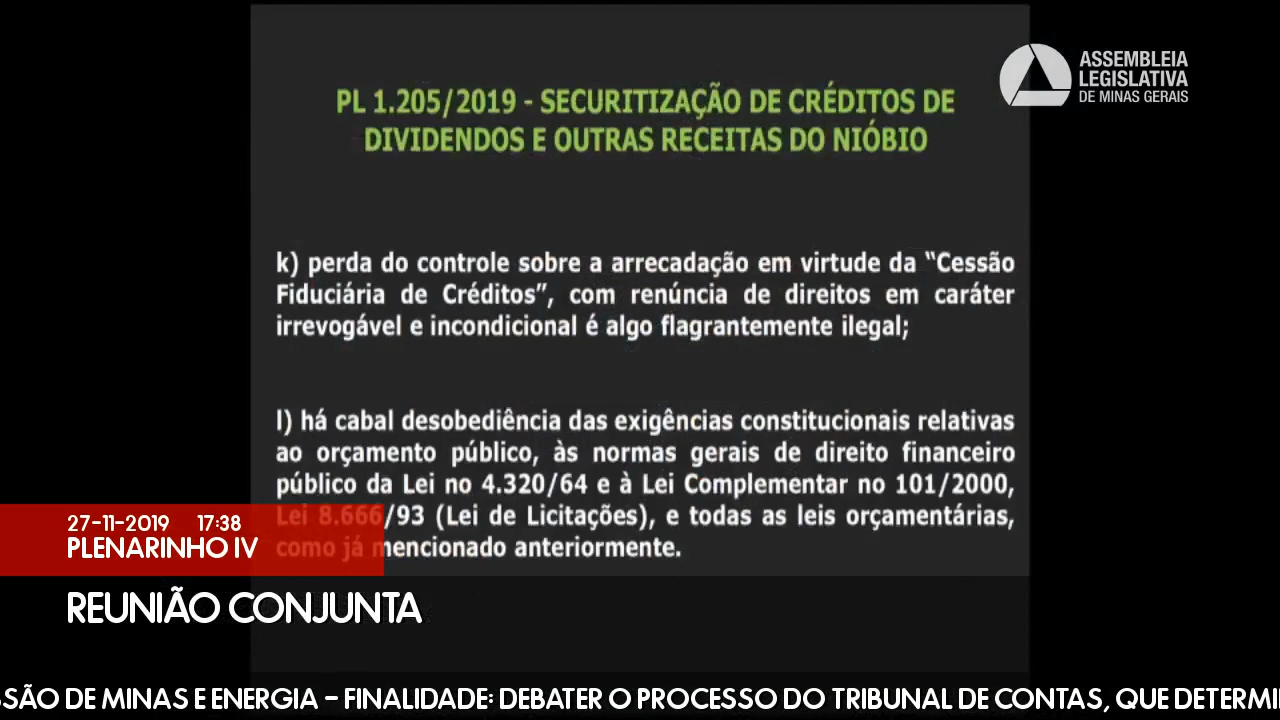 ASSEMBLEIA
LEGISLATIVA
DE MINAS GERAIS
PL 1.205/2019 - SECURITIZAÇÃO DE CRÉDITOS DE
DIVIDENDOS E OUTRAS RECEITAS DO NIÓBIO
k) perda do controle sobre a arrecadação em virtude da “Cessão
Fiduciária de Créditos”, com renúncia de direitos em caráter
irrevogável e incondicional é algo flagrantemente ilegal;
l) há cabal desobediência das exigências constitucionais relativas
ao orçamento público, às normas gerais de direito financeiro
público da Lei no 4.320/64 e à Lei Complementar no 101/2000,
Lei 8.666/93 (Lei de Licitações), e todas as leis orçamentárias,
como já mencionado anteriormente.
27-11-2019 17:38
PLENARINHO IV
REUNIÃO CONJUNTA
SSÃO DE MINAS E ENERGIA – FINALIDADE: DEBATER O PROCESSO DO TRIBUNAL DE CONTAS, QUE DETERMI